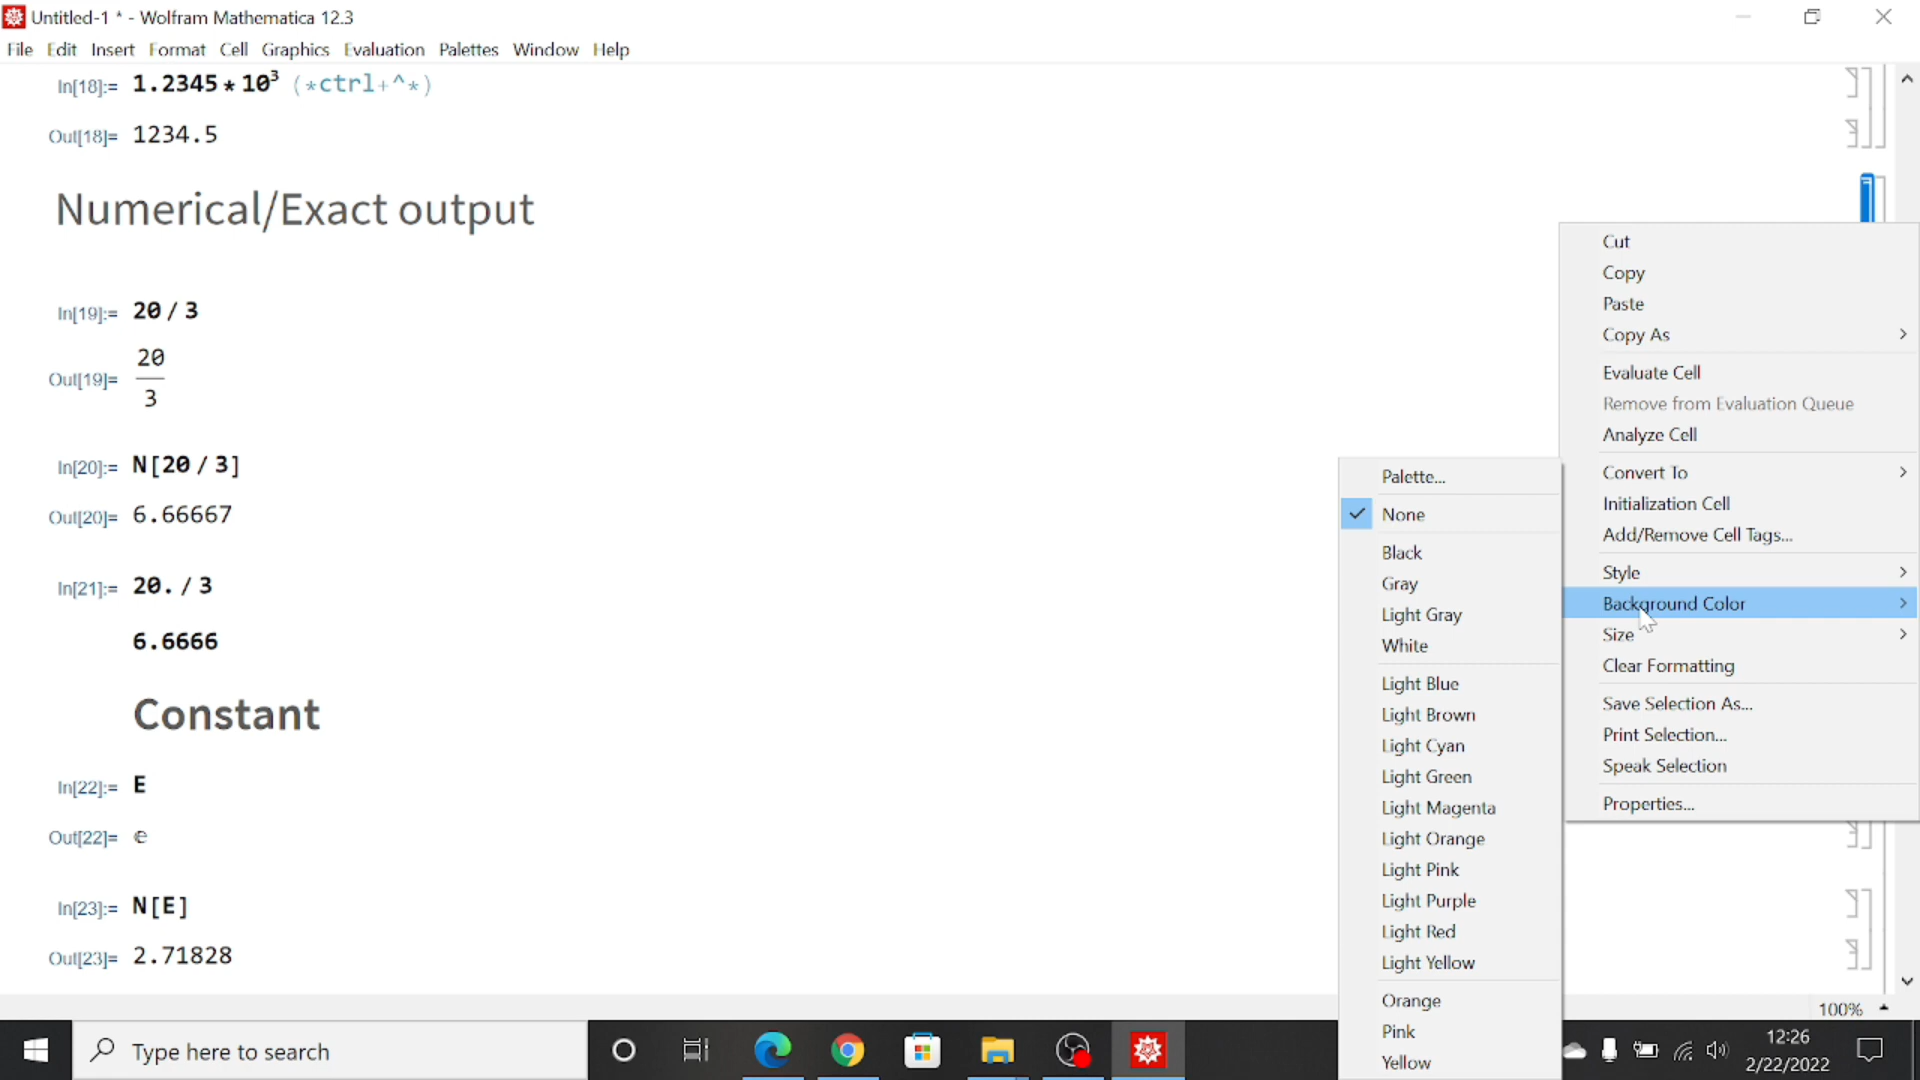 Untitled-1 * - Wolfram Mathematica 12.3
File Edit Insert Format Cell Graphics Evaluation Palettes Window Help
In[18]:= 1.2345 * 10^3 (*ctrl+^*)
Out[18]= 1234.5
Numerical/Exact output
In[19]:= 20 / 3
Out[19]= 20
3
In[20]:= N[20 / 3]
Out[20]= 6.66667
In[21]:= 20. / 3
6.6666
Constant
In[22]:= E
Out[22]= ⅇ
In[23]:= N[E]
Out[23]= 2.71828
Cut
Copy
Paste
Copy As
Evaluate Cell
Remove from Evaluation Queue
Analyze Cell
Convert To
Initialization Cell
Add/Remove Cell Tags...
Style
Background Color
Size
Clear Formatting
Save Selection As...
Print Selection...
Speak Selection
Properties...
Palette...
None
Black
Gray
Light Gray
White
Light Blue
Light Brown
Light Cyan
Light Green
Light Magenta
Light Orange
Light Pink
Light Purple
Light Red
Light Yellow
Orange
Pink
Yellow
100%
Type here to search
12:26
2/22/2022